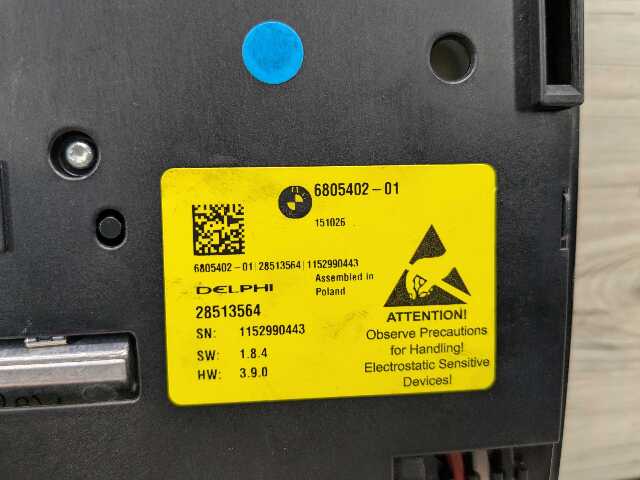 6805402-01
151026
6805402-01|28513564|1152990443
DELPHI
Assembled in
Poland
28513564
SN: 1152990443
SW: 1.8.4
HW: 3.9.0
ATTENTION!
Observe Precautions
for Handling!
Electrostatic Sensitive
Devices!